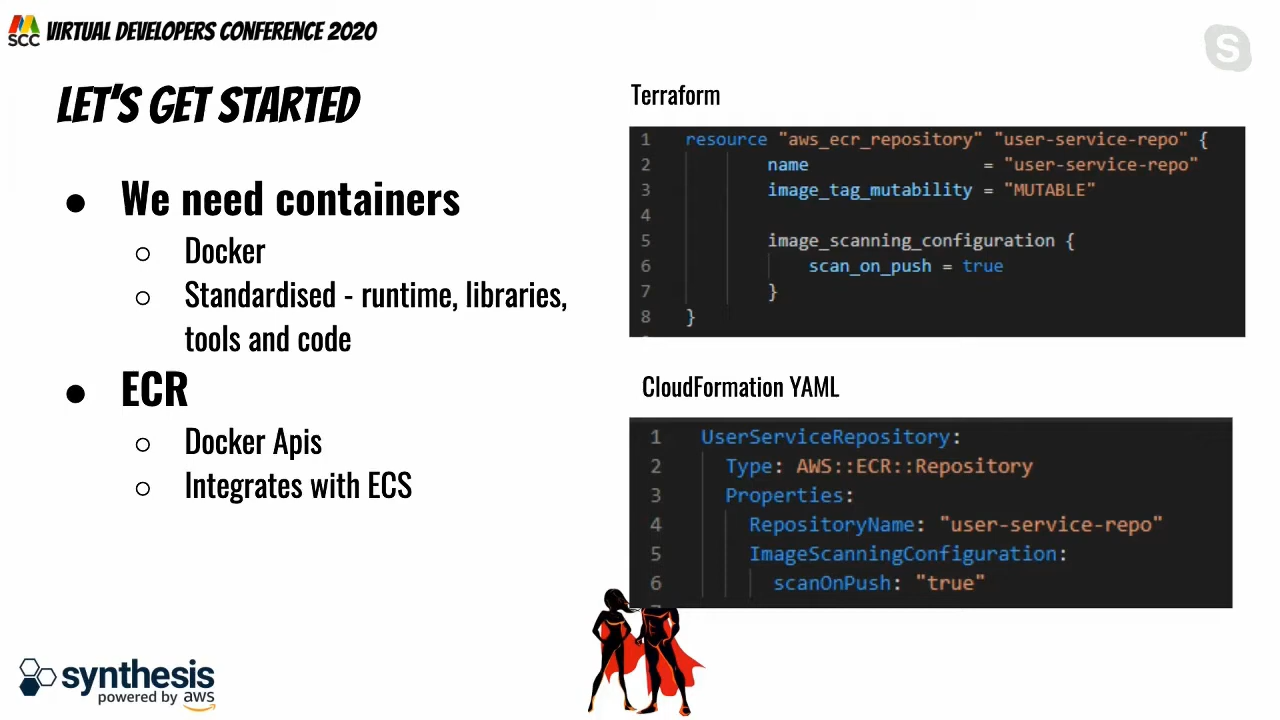 SCC VIRTUAL DEVELOPERS CONFERENCE 2020
S
LET'S GET STARTED
● We need containers
○ Docker
○ Standardised - runtime, libraries,
tools and code
● ECR
○ Docker Apis
○ Integrates with ECS
Terraform
1 resource "aws_ecr_repository" "user-service-repo" {
2 name = "user-service-repo"
3 image_tag_mutability = "MUTABLE"
4
5 image_scanning_configuration {
6 scan_on_push = true
7 }
8 }
CloudFormation YAML
1 UserServiceRepository:
2 Type: AWS::ECR::Repository
3 Properties:
4 RepositoryName: "user-service-repo"
5 ImageScanningConfiguration:
6 scanOnPush: "true"
synthesis
powered by aws